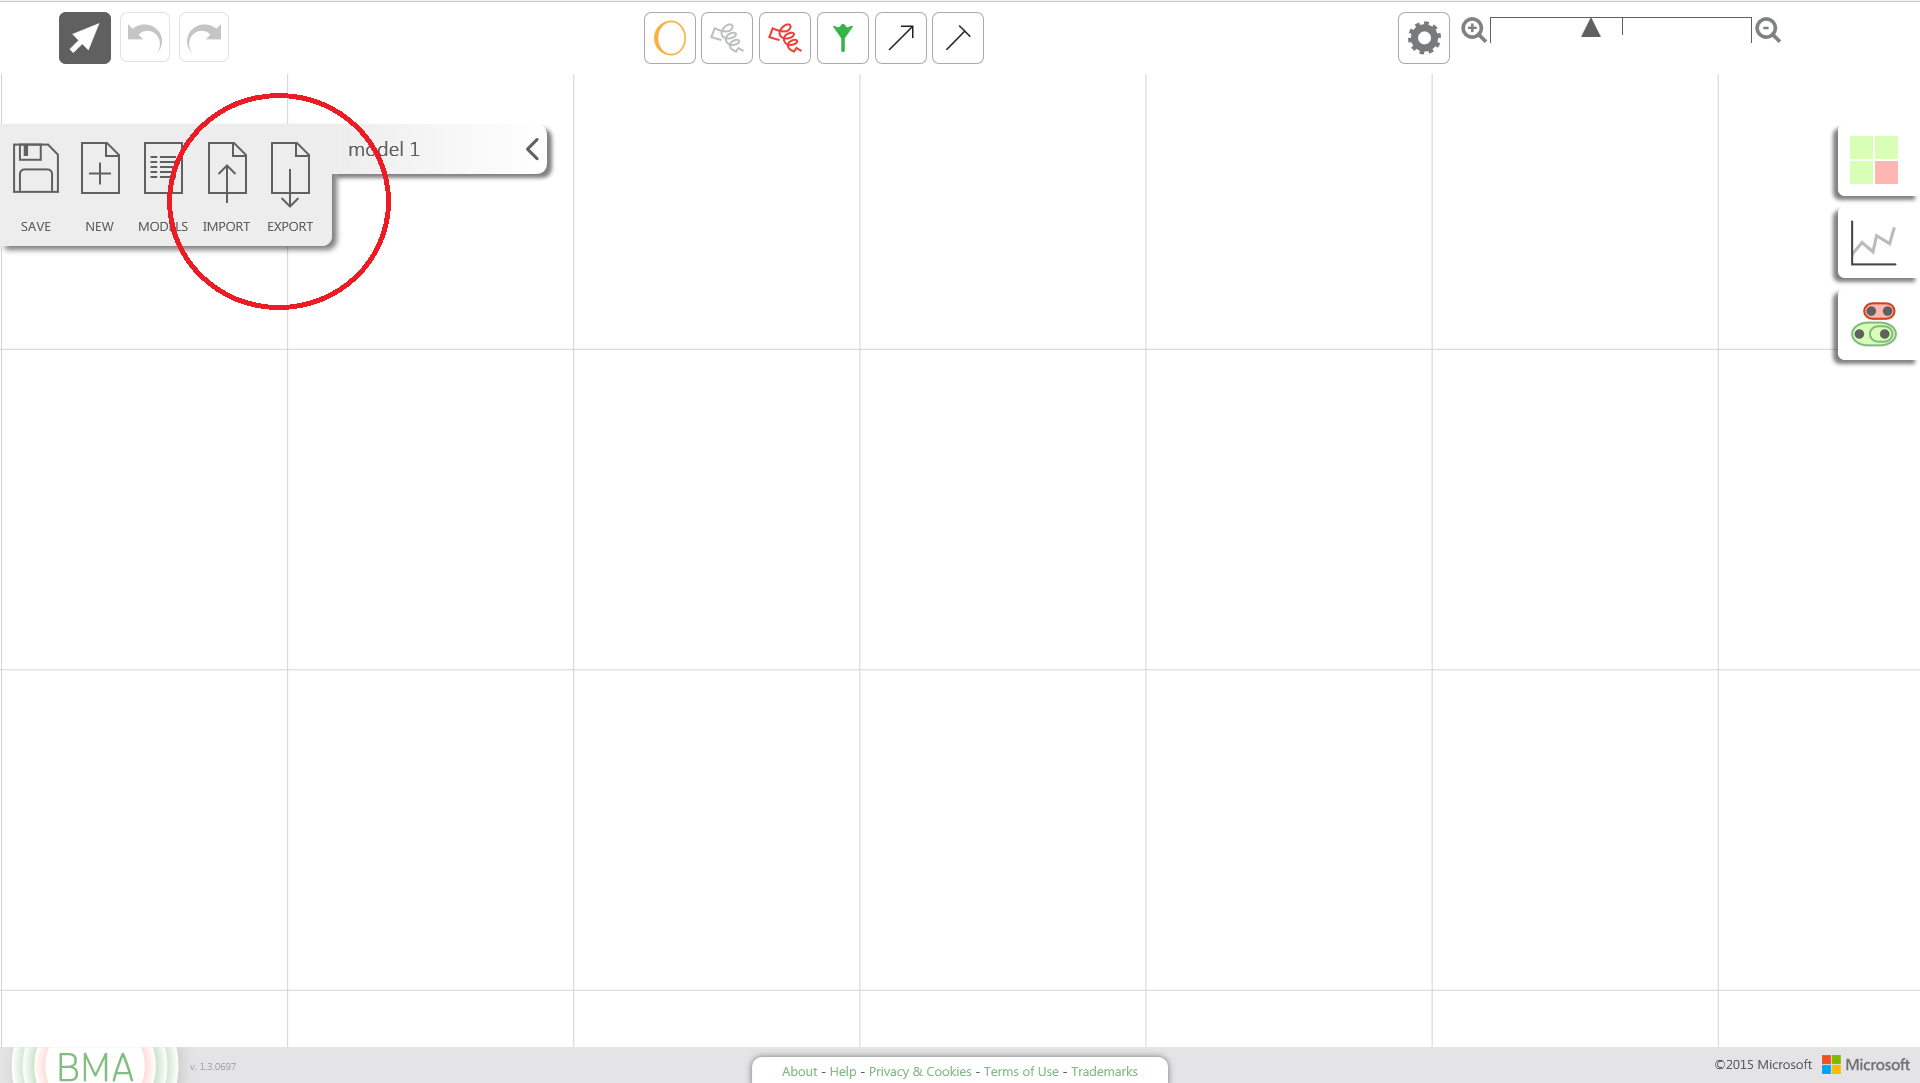 model 1
SAVE NEW MODELS IMPORT EXPORT
BMA
v. 1.3.0697
About - Help - Privacy & Cookies - Terms of Use - Trademarks
©2015 Microsoft Microsoft